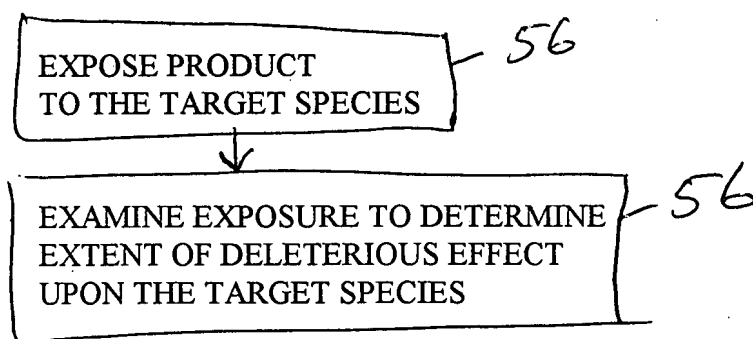 EXPOSE PRODUCT
TO THE TARGET SPECIES
56
EXAMINE EXPOSURE TO DETERMINE
EXTENT OF DELETERIOUS EFFECT
UPON THE TARGET SPECIES
56